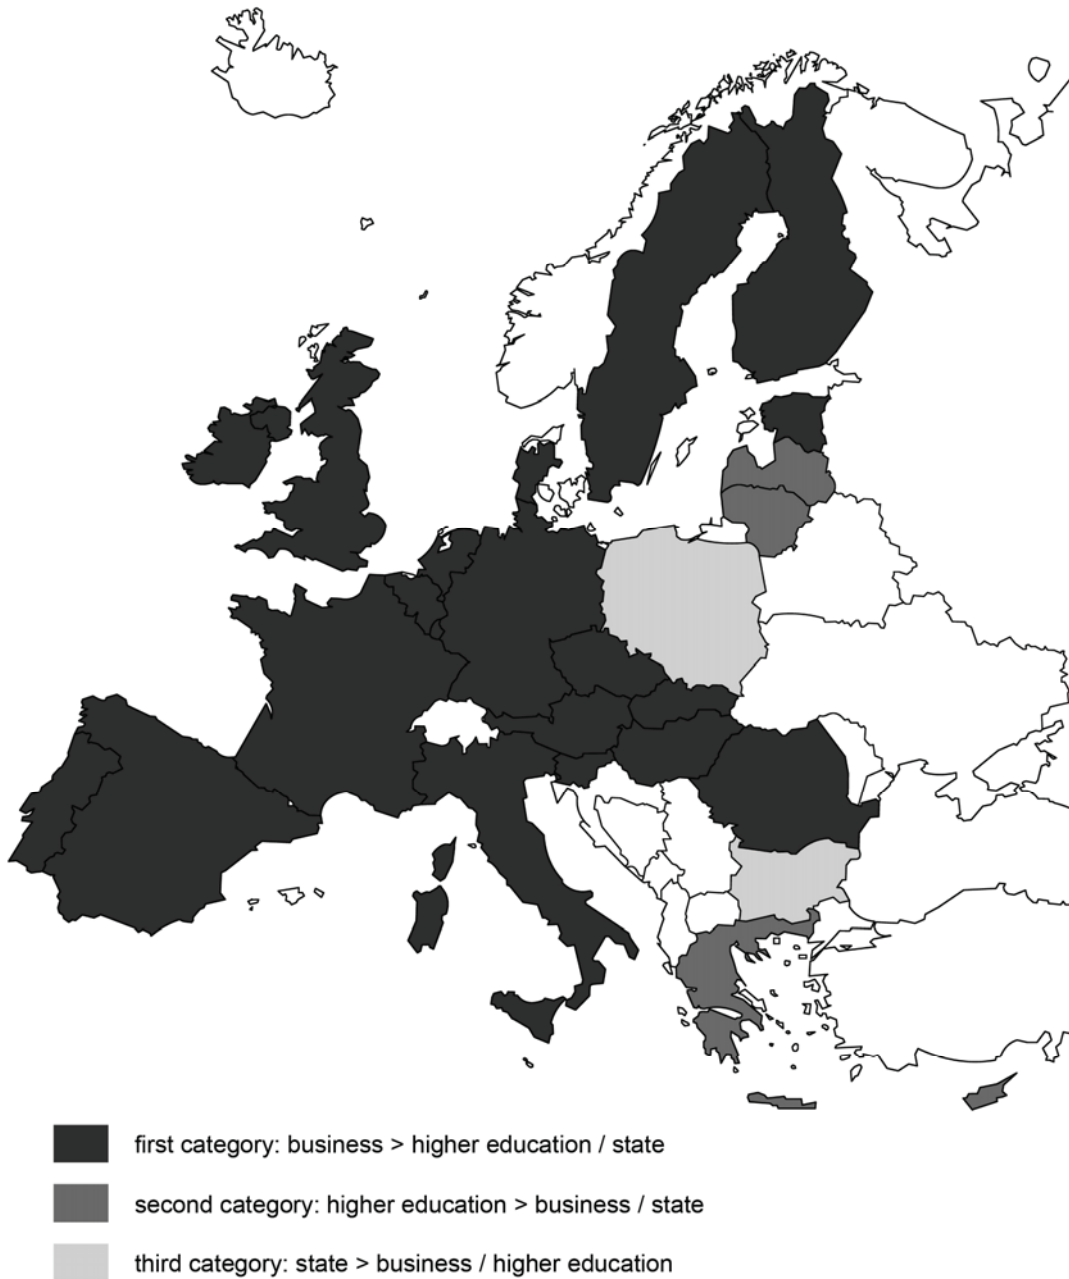 first category: business > higher education / state
second category: higher education > business / state
third category: state > business / higher education